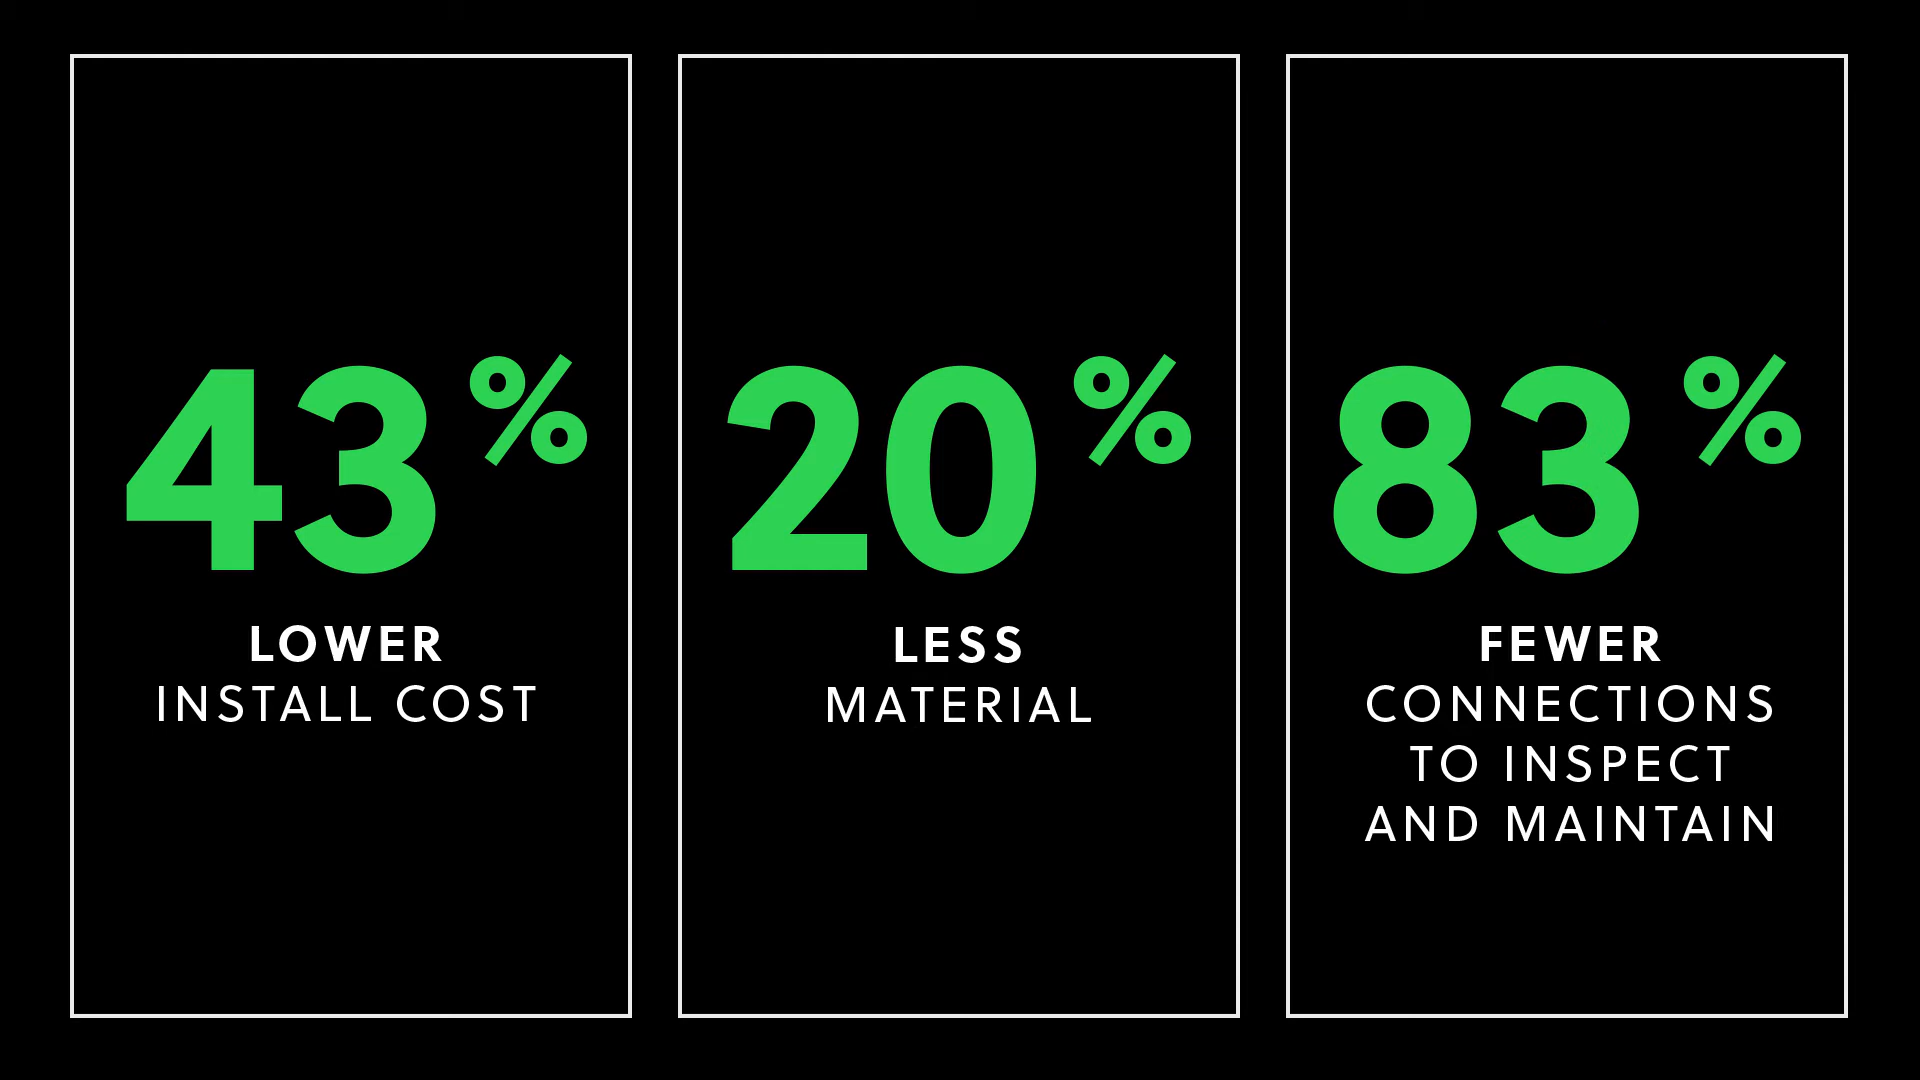 43%
LOWER
INSTALL COST
20%
LESS
MATERIAL
83%
FEWER
CONNECTIONS
TO INSPECT
AND MAINTAIN